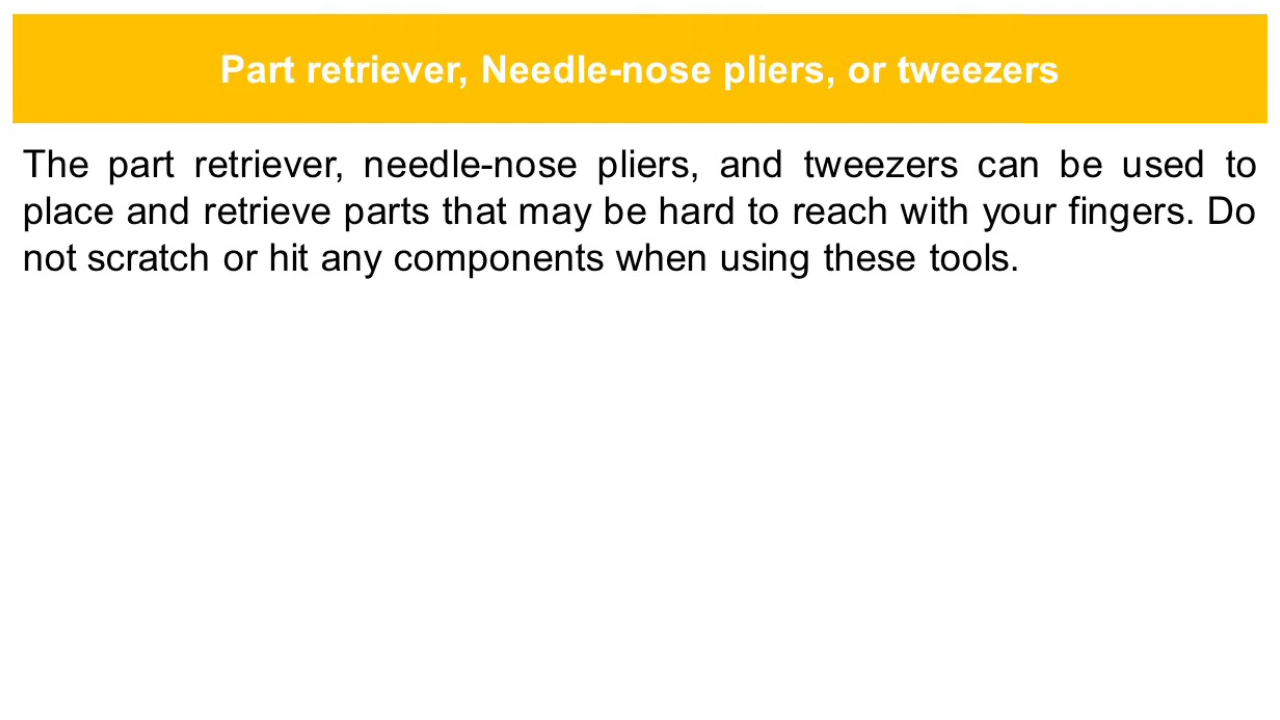 Part retriever, Needle-nose pliers, or tweezers
The part retriever, needle-nose pliers, and tweezers can be used to
place and retrieve parts that may be hard to reach with your fingers. Do
not scratch or hit any components when using these tools.